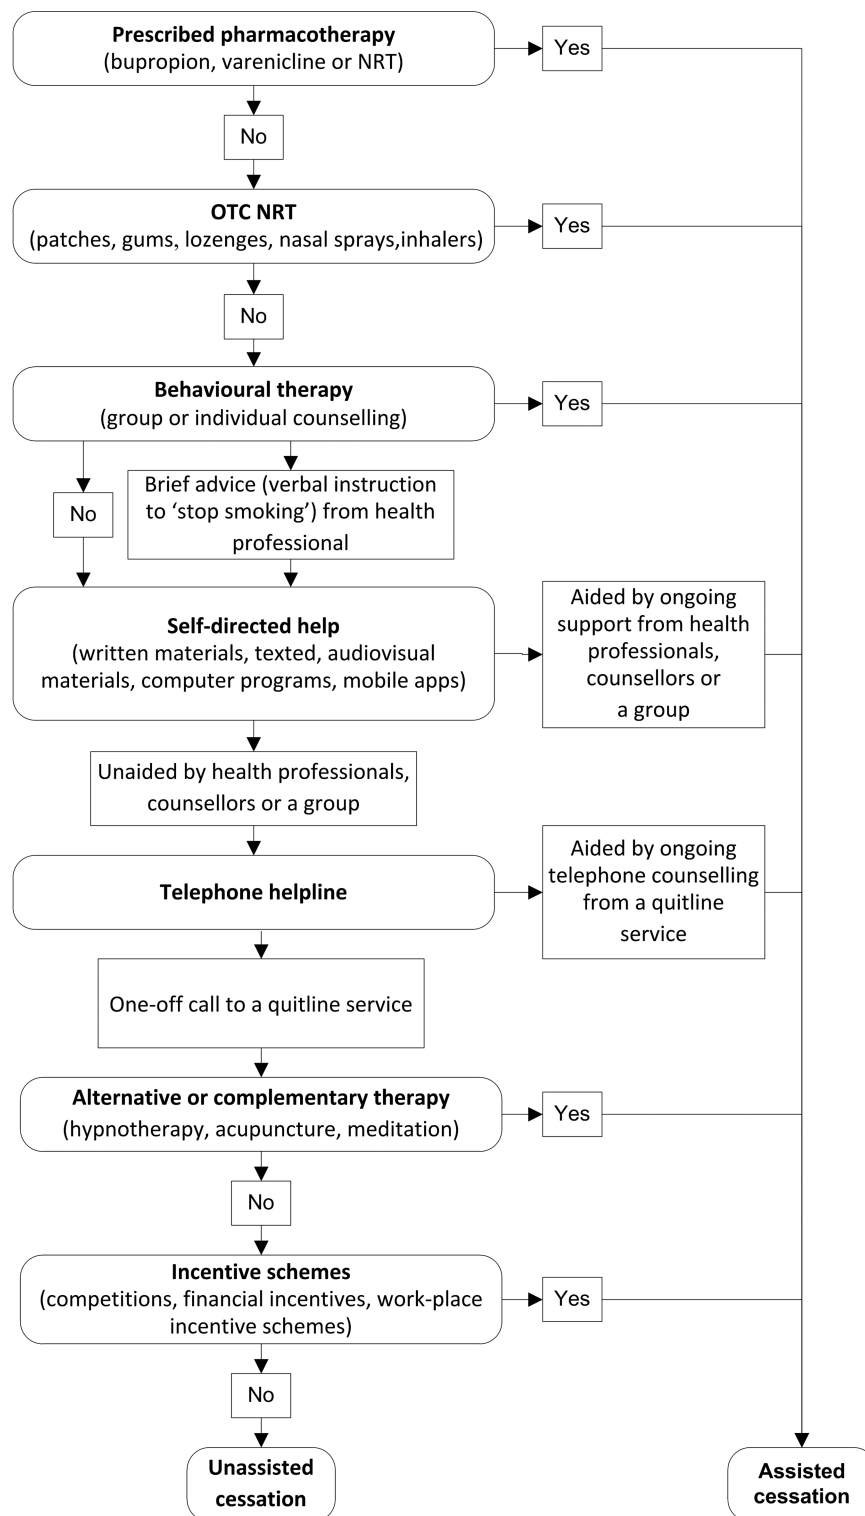 Prescribed pharmacotherapy
(bupropion, varenicline or NRT)
Yes
No
OTC NRT
(patches, gums, lozenges, nasal sprays,inhalers)
Yes
No
Behavioural therapy
(group or individual counselling)
Yes
No
Brief advice (verbal instruction
to ‘stop smoking’) from health
professional
Self-directed help
(written materials, texted, audiovisual
materials, computer programs, mobile apps)
Aided by ongoing
support from health
professionals,
counsellors or
a group
Unaided by health professionals,
counsellors or a group
Telephone helpline
Aided by ongoing
telephone counselling
from a quitline
service
One-off call to a quitline service
Alternative or complementary therapy
(hypnotherapy, acupuncture, meditation)
Yes
No
Incentive schemes
(competitions, financial incentives, work-place
incentive schemes)
Yes
No
Unassisted
cessation
Assisted
cessation